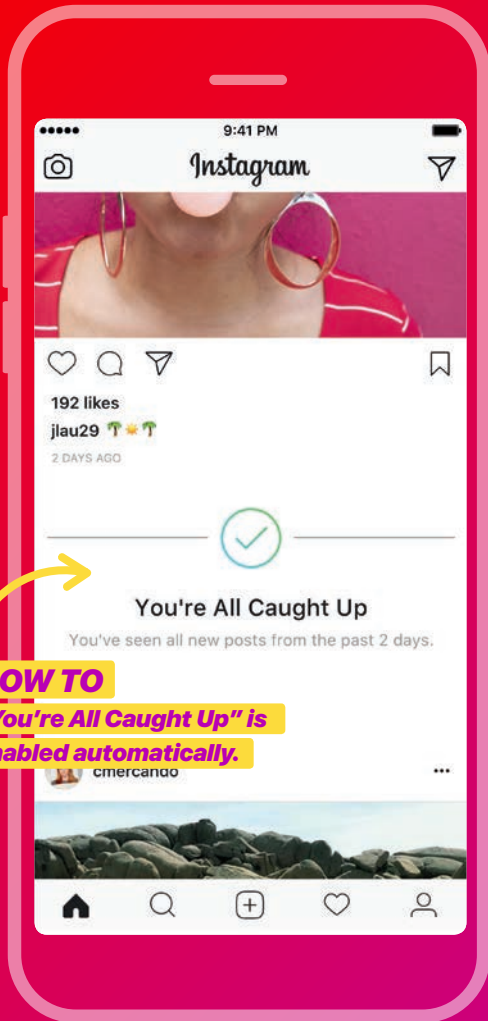 9:41 PM
Instagram
192 likes
jlau29 🌴☀️🌴
2 DAYS AGO
You're All Caught Up
You've seen all new posts from the past 2 days.
OW TO
You’re All Caught Up” is
nabled automatically.
cmercando